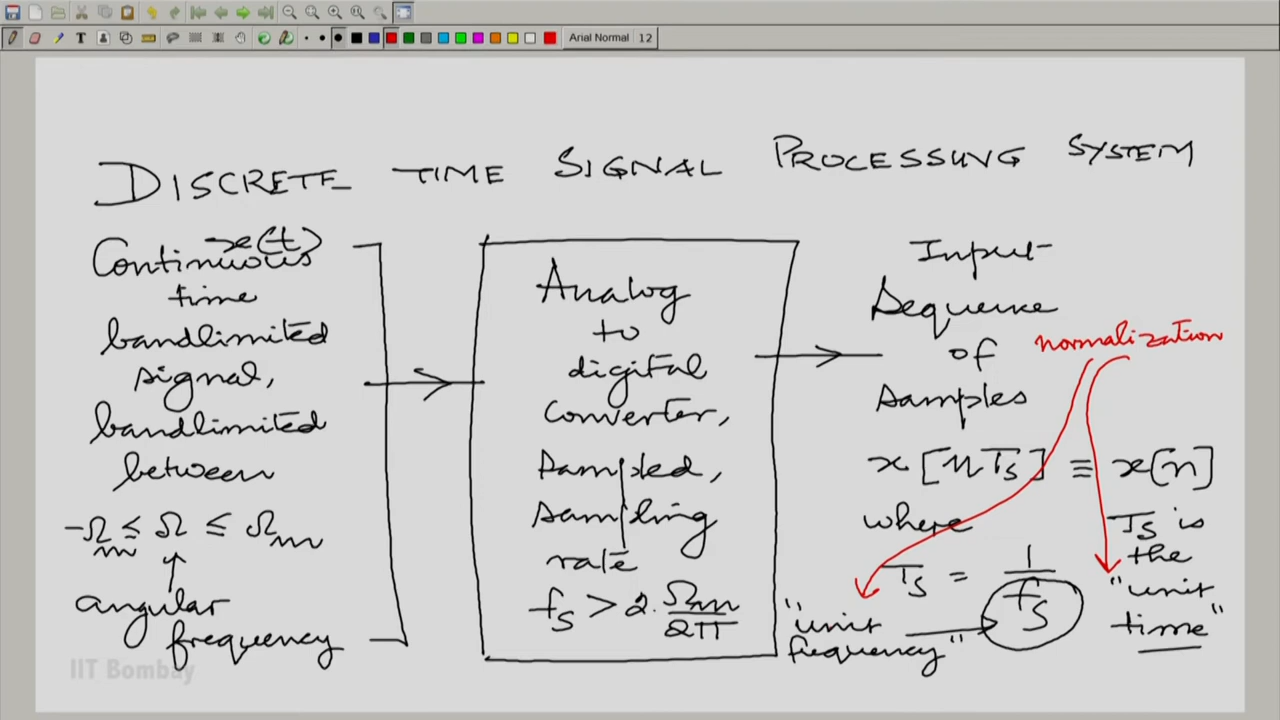 Arial Normal 12
DISCRETE TIME SIGNAL PROCESSING SYSTEM
x(t)
Continuous
time
bandlimited
signal,
bandlimited
between
-Ωm ≤ Ω ≤ Ωm
angular
frequency
Analog
to
digital
Converter,
Sampled,
Sampling
rate
fs > 2. Ωm/2π
Input
Sequence
of
Samples
x[nTs] ≡ x[n]
where
Ts = 1/fs
normalization
"unit
frequency"
Ts is
the
"unit
time"
IIT Bombay